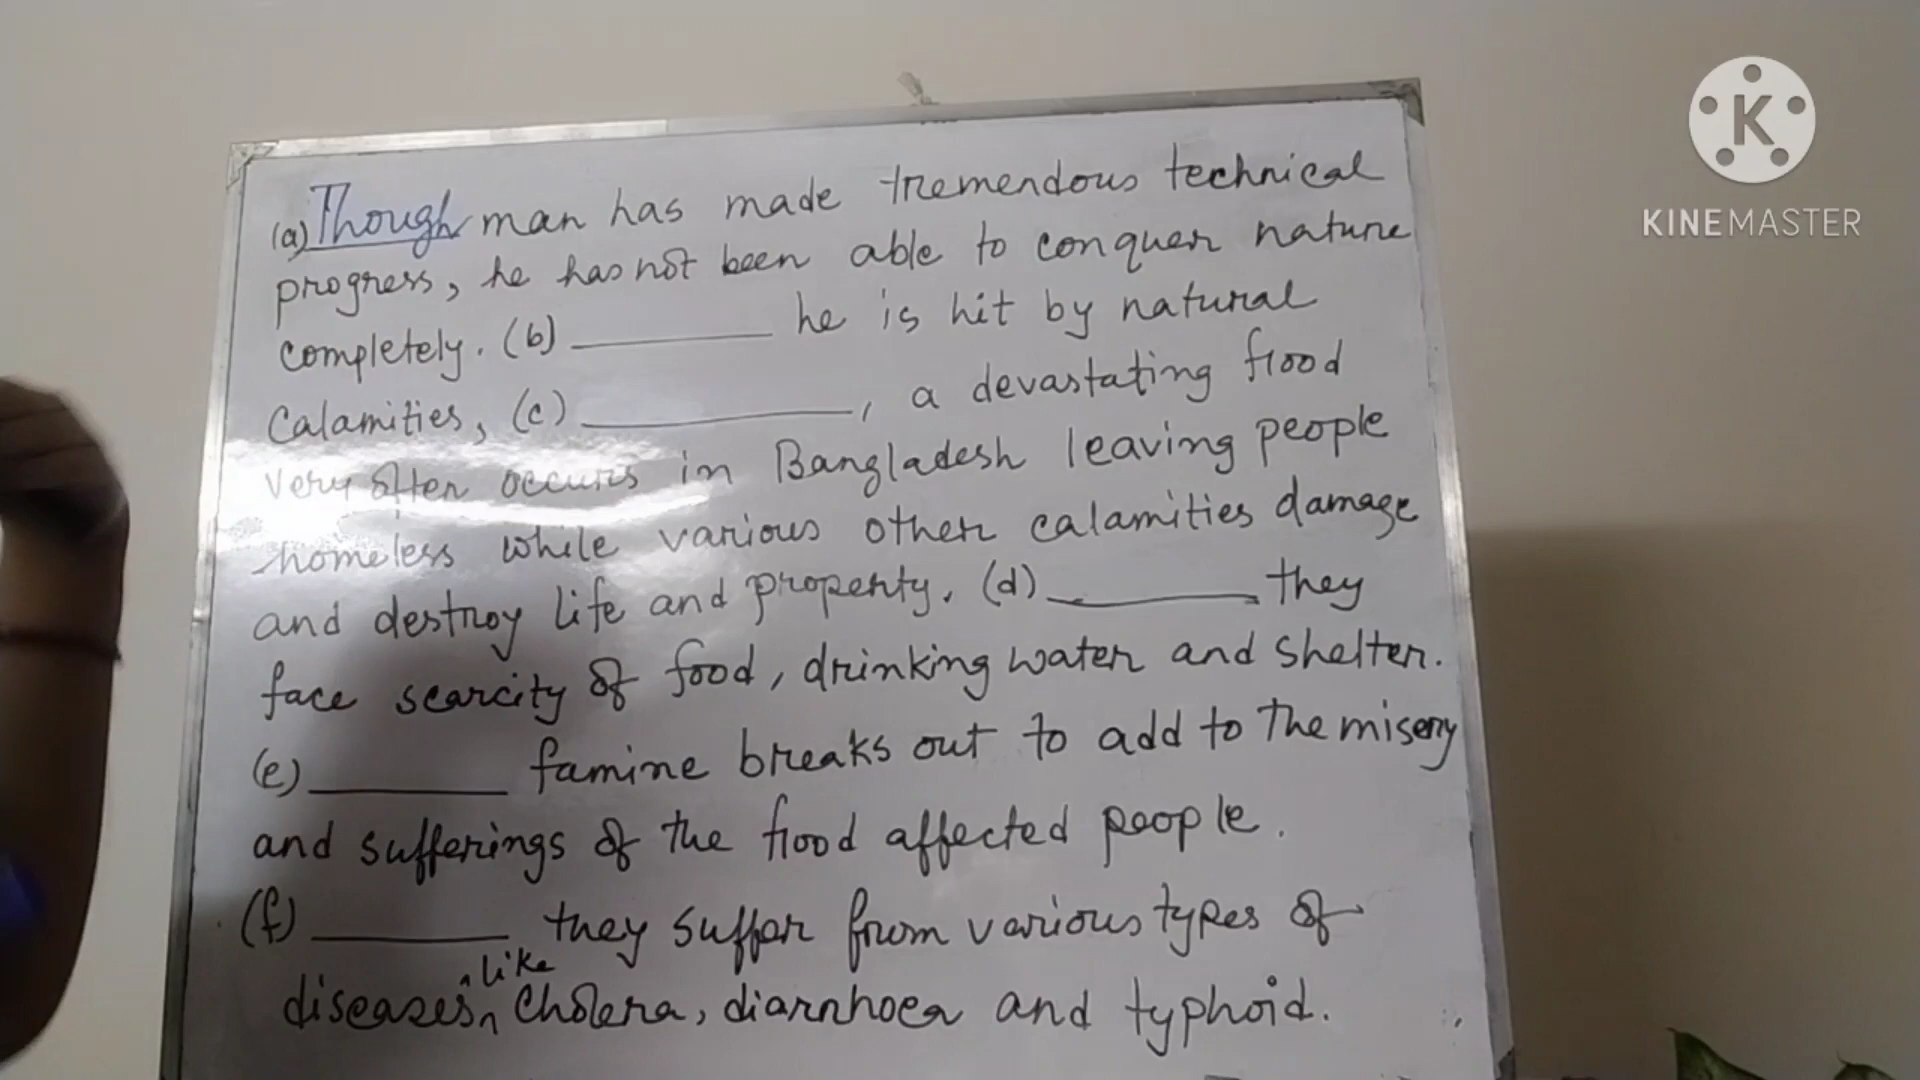 (a) Though man has made tremendous technical
progress, he has not been able to conquer nature
completely. (b) ________ he is hit by natural
Calamities, (c) ________, a devastating flood
very often occurs in Bangladesh leaving people
homeless while various other calamities damage
and destroy life and property. (d) ________ they
face scarcity of food, drinking water and shelter.
(e) ________ famine breaks out to add to the misery
and sufferings of the flood affected people.
(f) ________ they suffer from various types of
diseases, like Cholera, diarrhoea and typhoid.
K
KINEMASTER